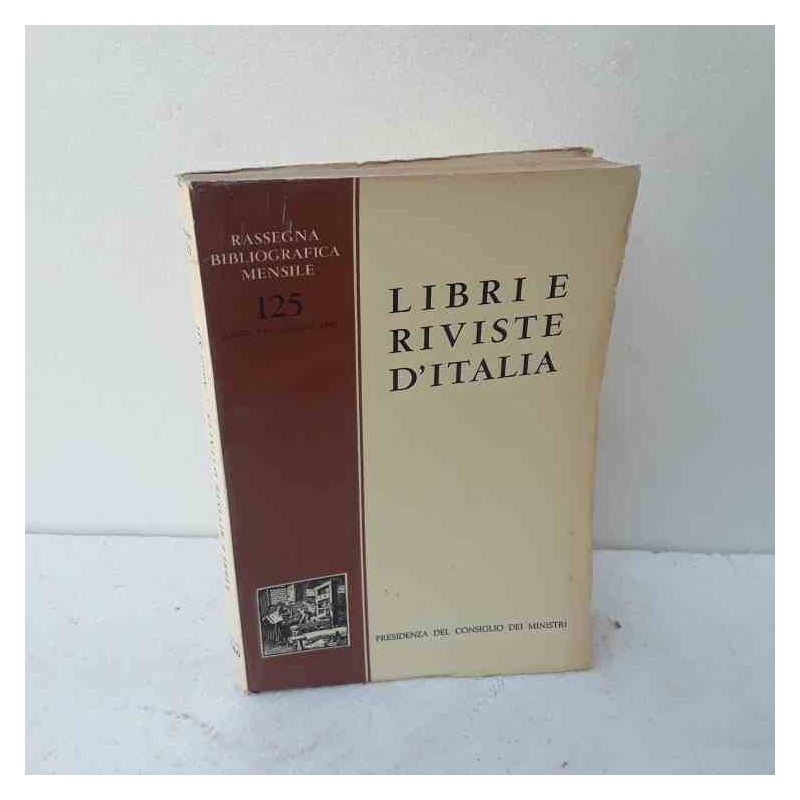 RASSEGNA
BIBLIOGRAFICA
MENSILE
125
LIBRI E
RIVISTE
D'ITALIA
PRESIDENZA DEL CONSIGLIO DEI MINISTRI